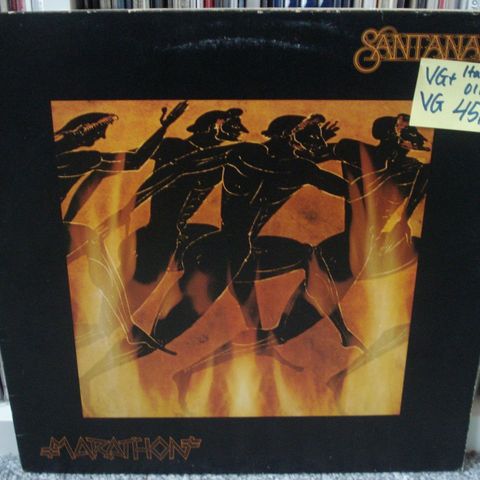 SANTANA
VG+
VG 45,-
MARATHON